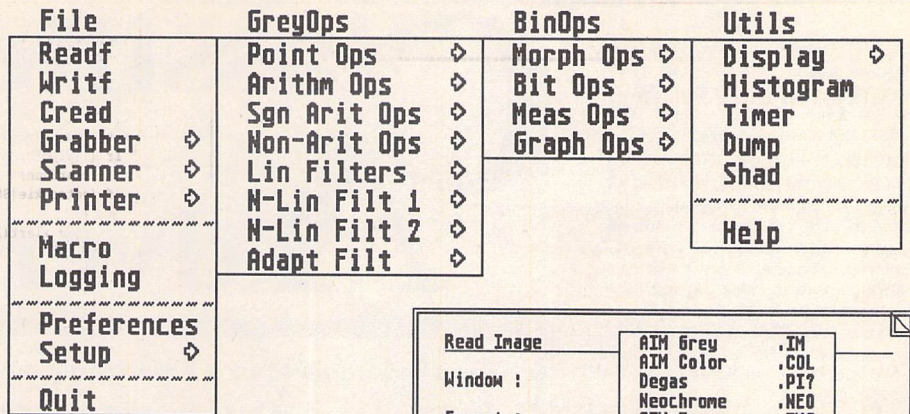 File GreyOps BinOps Utils
Readf
Writf
Cread
Grabber
Scanner
Printer
Macro
Logging
Preferences
Setup
Quit
Point Ops
Arithm Ops
Sgn Arit Ops
Non-Arit Ops
Lin Filters
N-Lin Filt 1
N-Lin Filt 2
Adapt Filt
Morph Ops
Bit Ops
Meas Ops
Graph Ops
Display
Histogram
Timer
Dump
Shad
Help
Read Image
Window :
AIM Grey .IM
AIM Color .COL
Degas .PI?
Neochrome .NEO